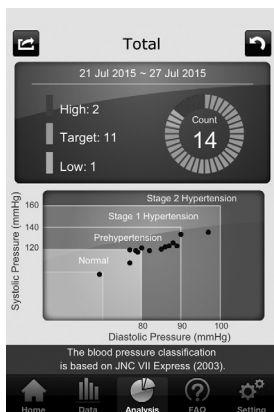 Total
21 Jul 2015 ~ 27 Jul 2015
High: 2
Target: 11
Low: 1
Count
14
Systolic Pressure (mmHg)
160
140
120
Stage 2 Hypertension
Stage 1 Hypertension
Prehypertension
Normal
80 90 100
Diastolic Pressure (mmHg)
The blood pressure classification
is based on JNC VII Express (2003).
Home Data Analysis FAQ Setting